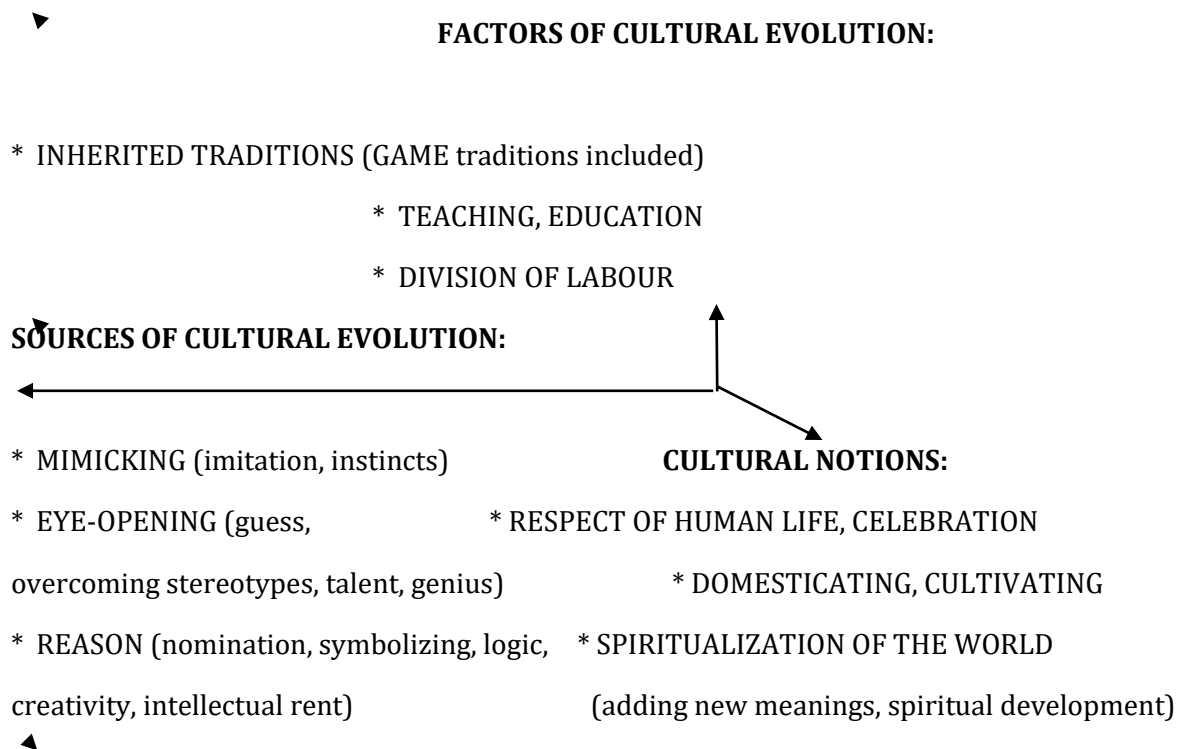 FACTORS OF CULTURAL EVOLUTION:
* INHERITED TRADITIONS (GAME traditions included)
* TEACHING, EDUCATION
* DIVISION OF LABOUR
SOURCES OF CULTURAL EVOLUTION:
* MIMICKING (imitation, instincts) CULTURAL NOTIONS:
* EYE-OPENING (guess, * RESPECT OF HUMAN LIFE, CELEBRATION
overcoming stereotypes, talent, genius) * DOMESTICATING, CULTIVATING
* REASON (nomination, symbolizing, logic, * SPIRITUALIZATION OF THE WORLD
creativity, intellectual rent) (adding new meanings, spiritual development)